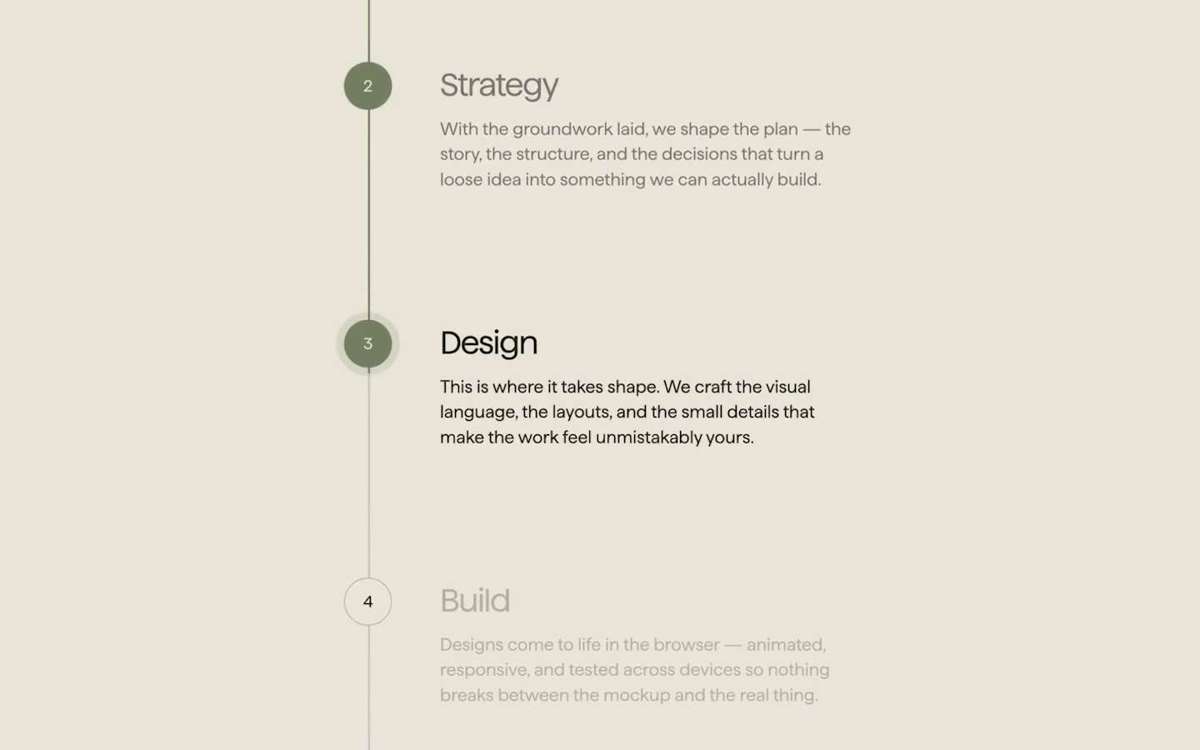 2
Strategy
With the groundwork laid, we shape the plan — the
story, the structure, and the decisions that turn a
loose idea into something we can actually build.
3
Design
This is where it takes shape. We craft the visual
language, the layouts, and the small details that
make the work feel unmistakably yours.
4
Build
Designs come to life in the browser — animated,
responsive, and tested across devices so nothing
breaks between the mockup and the real thing.